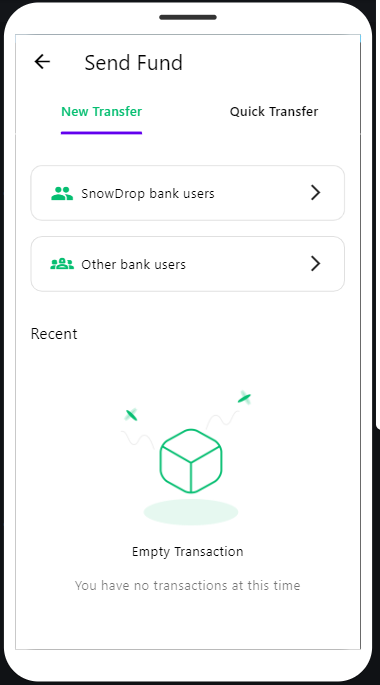 Send Fund
New Transfer Quick Transfer
SnowDrop bank users
Other bank users
Recent
Empty Transaction
You have no transactions at this time